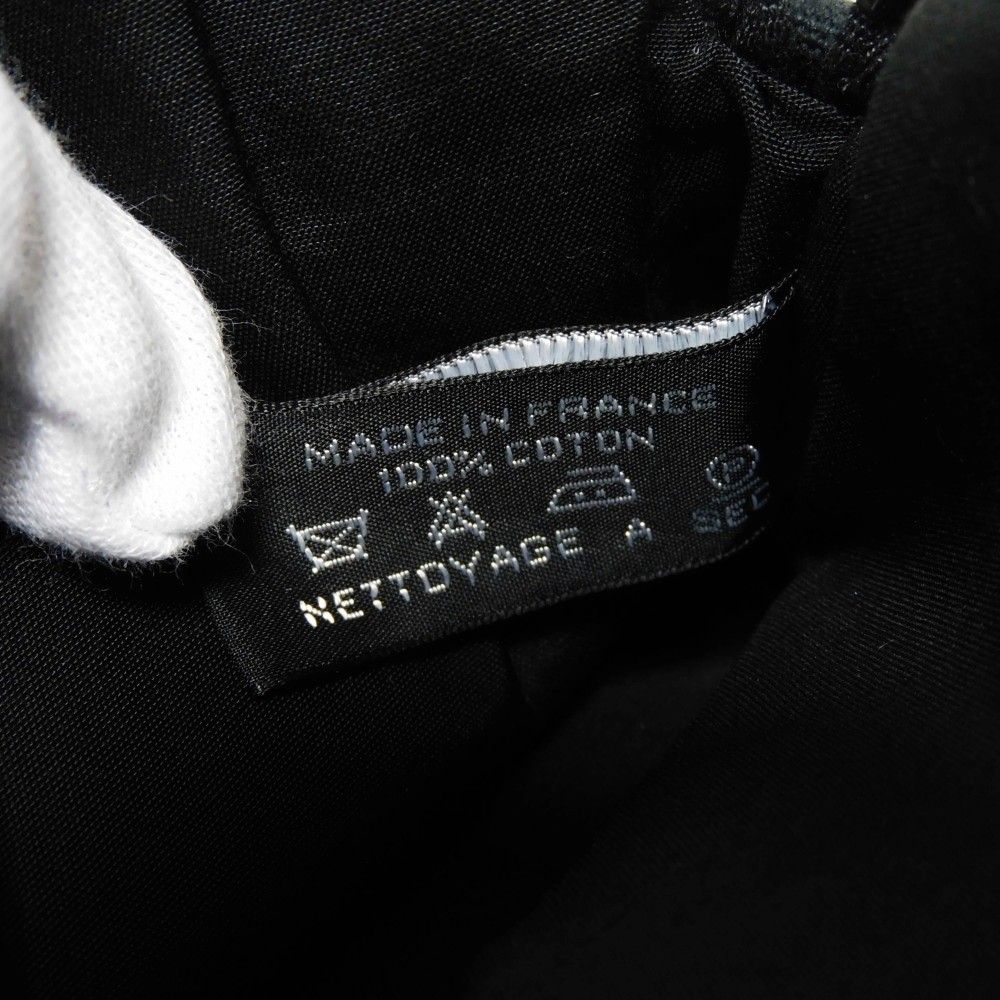 MADE IN FRANCE
100% COTON
P
NETTOYAGE A SEC